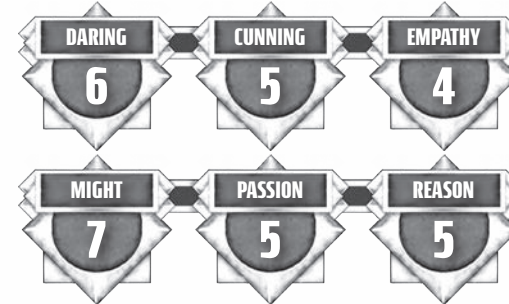 DARING CUNNING EMPATHY
6 5 4
MIGHT PASSION REASON
7 5 5